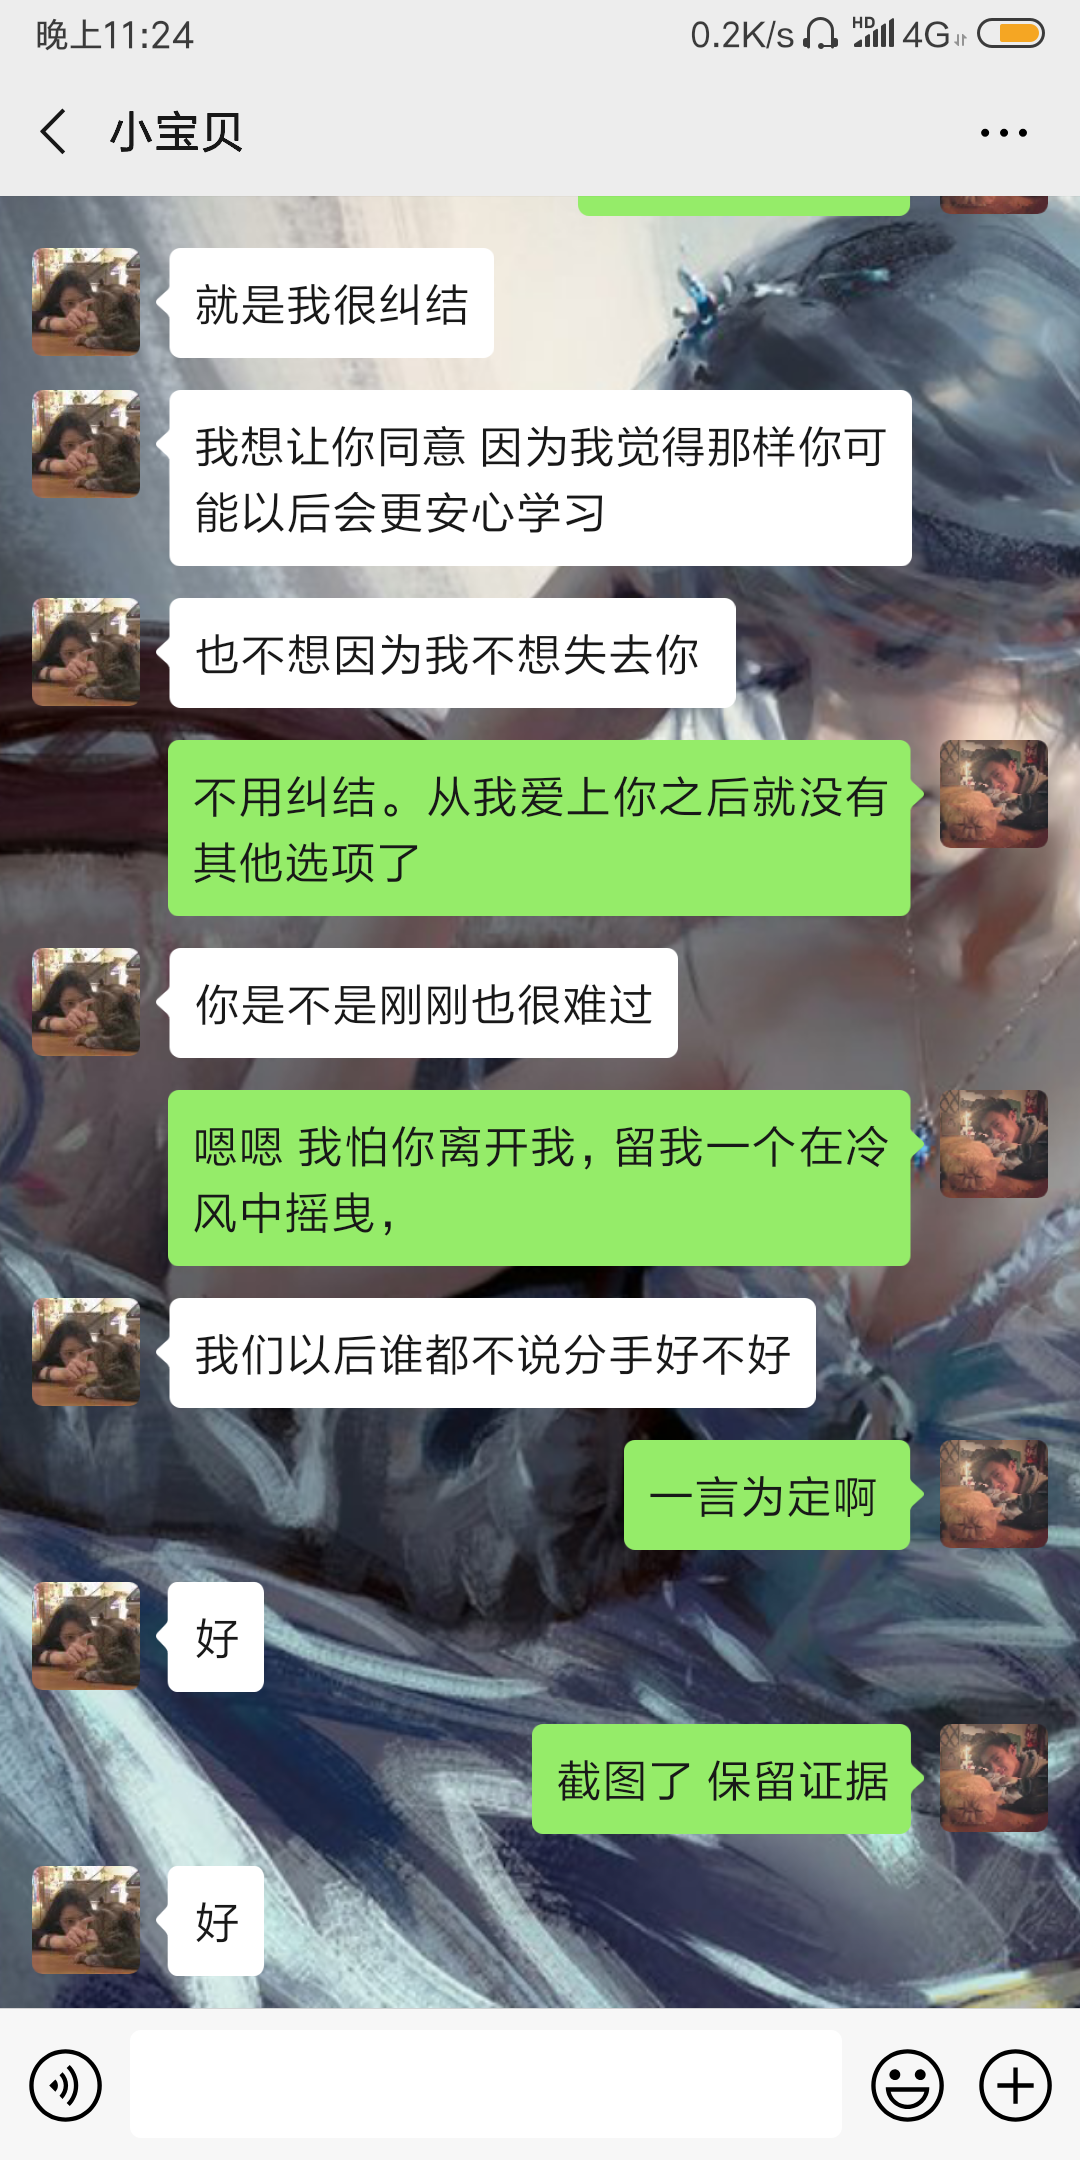 晚上11:24
0.2K/s HD 4G
小宝贝
就是我很纠结
我想让你同意 因为我觉得那样你可
能以后会更安心学习
也不想因为我不想失去你
不用纠结。从我爱上你之后就没有
其他选项了
你是不是刚刚也很难过
嗯嗯 我怕你离开我,留我一个在冷
风中摇曳,
我们以后谁都不说分手好不好
一言为定啊
好
截图了 保留证据
好